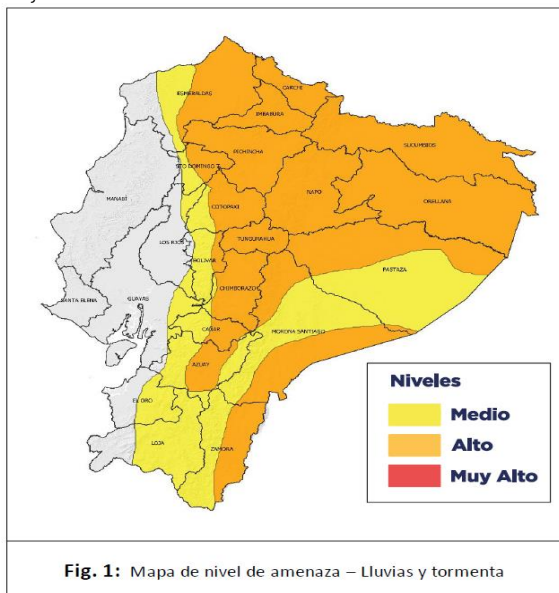 ESMERALDAS
CARCHI
IMBABURA
SUCUMBIOS
PICHINCHA
STO DOMINGO T
NAPO
ORELLANA
MANABÍ
COTOPAXI
LOS RIOS
TUNGURAHUA
BOLIVAR
PASTAZA
SANTA ELENA
GUAYAS
CHIMBORAZO
CAÑAR
MORONA SANTIAGO
AZUAY
EL ORO
LOJA
ZAMORA
Niveles
Medio
Alto
Muy Alto
Fig. 1: Mapa de nivel de amenaza – Lluvias y tormenta